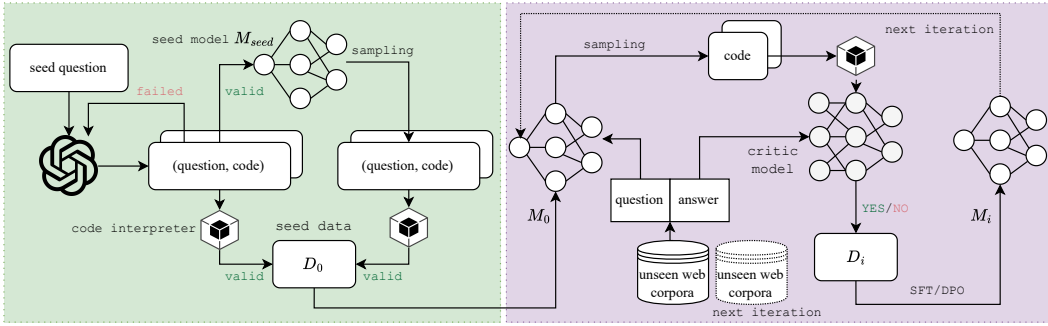 seed question
seed model M_seed
sampling
failed
valid
(question, code)
(question, code)
code interpreter
seed data
D_0
valid
valid
next iteration
sampling
code
critic
model
question
answer
M_0
YES/NO
M_i
unseen web
corpora
unseen web
corpora
next iteration
D_i
SFT/DPO